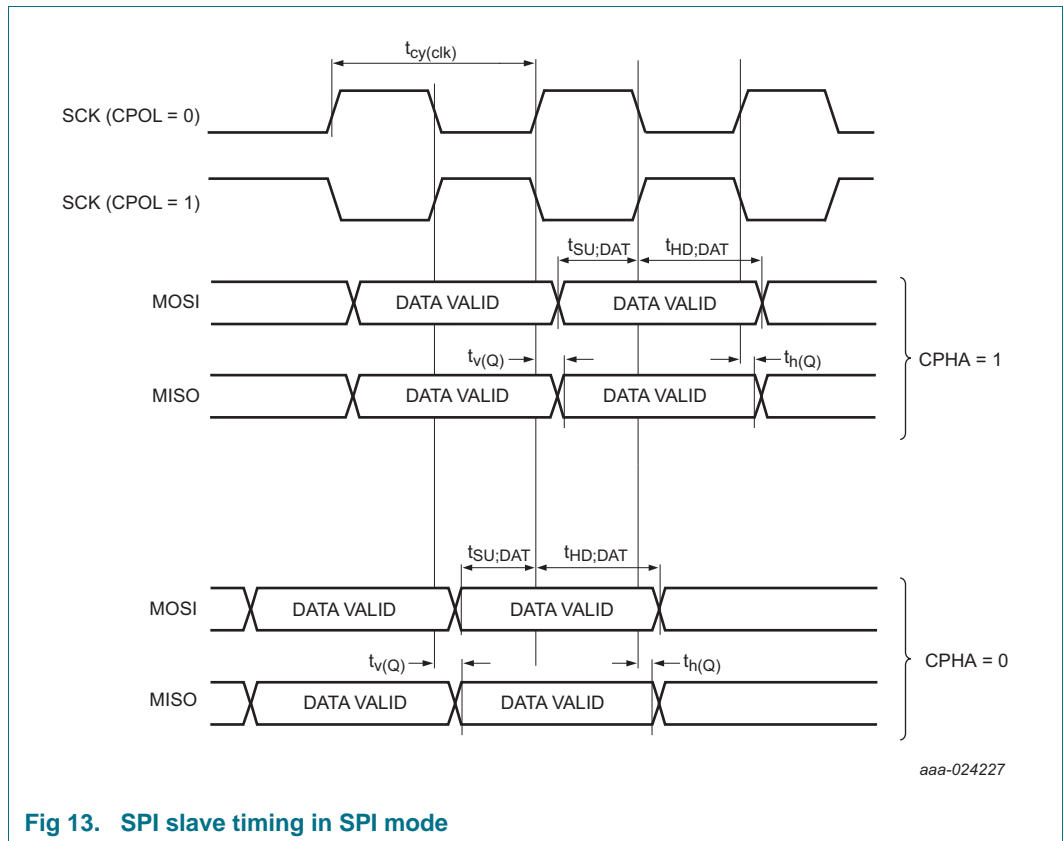 tcy(clk)
SCK (CPOL = 0)
SCK (CPOL = 1)
tSU;DAT tHD;DAT
MOSI DATA VALID DATA VALID
tv(Q) th(Q)
CPHA = 1
MISO DATA VALID DATA VALID
tSU;DAT tHD;DAT
MOSI DATA VALID DATA VALID
tv(Q) th(Q)
CPHA = 0
MISO DATA VALID DATA VALID
aaa-024227
Fig 13. SPI slave timing in SPI mode